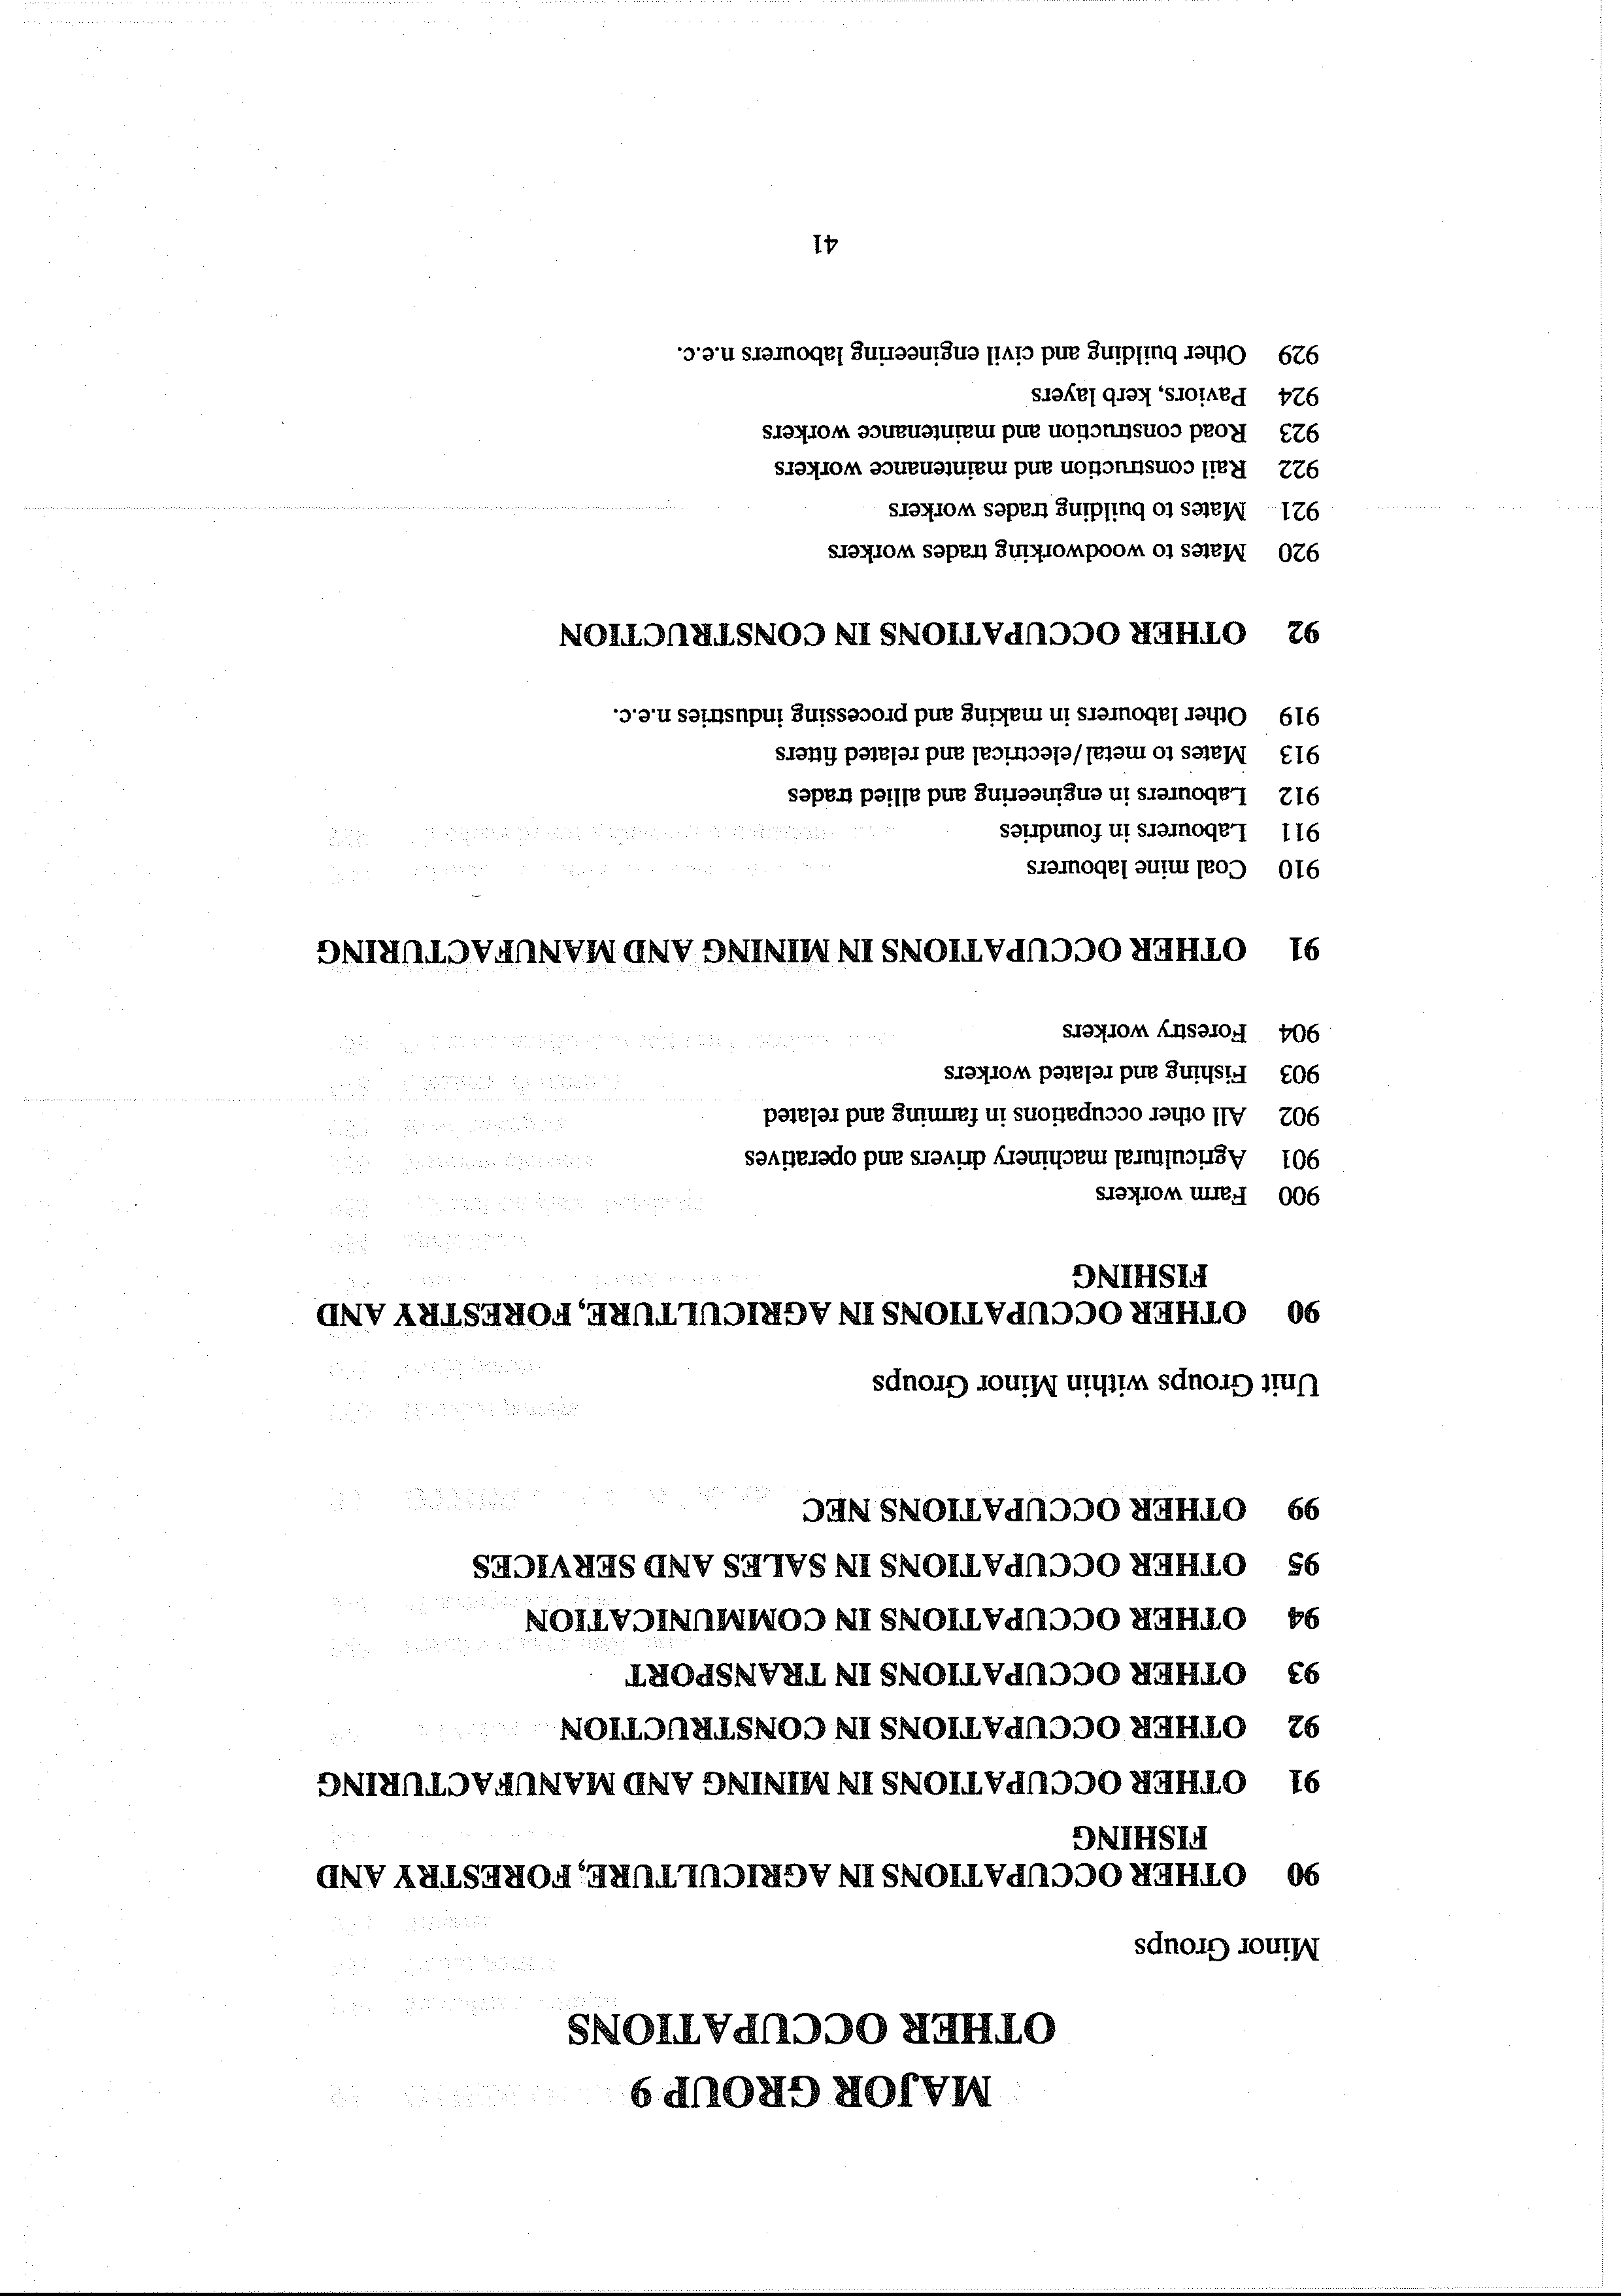 MAJOR GROUP 9
OTHER OCCUPATIONS
Minor Groups
90 OTHER OCCUPATIONS IN AGRICULTURE, FORESTRY AND
FISHING
91 OTHER OCCUPATIONS IN MINING AND MANUFACTURING
92 OTHER OCCUPATIONS IN CONSTRUCTION
93 OTHER OCCUPATIONS IN TRANSPORT
94 OTHER OCCUPATIONS IN COMMUNICATION
95 OTHER OCCUPATIONS IN SALES AND SERVICES
99 OTHER OCCUPATIONS NEC
Unit Groups within Minor Groups
90 OTHER OCCUPATIONS IN AGRICULTURE, FORESTRY AND
FISHING
900 Farm workers
901 Agricultural machinery drivers and operatives
902 All other occupations in farming and related
903 Fishing and related workers
904 Forestry workers
91 OTHER OCCUPATIONS IN MINING AND MANUFACTURING
910 Coal mine labourers
911 Labourers in foundries
912 Labourers in engineering and allied trades
913 Mates to metal/electrical and related fitters
919 Other labourers in making and processing industries n.e.c.
92 OTHER OCCUPATIONS IN CONSTRUCTION
920 Mates to woodworking trades workers
921 Mates to building trades workers
922 Rail construction and maintenance workers
923 Road construction and maintenance workers
924 Paviors, kerb layers
929 Other building and civil engineering labourers n.e.c.
41